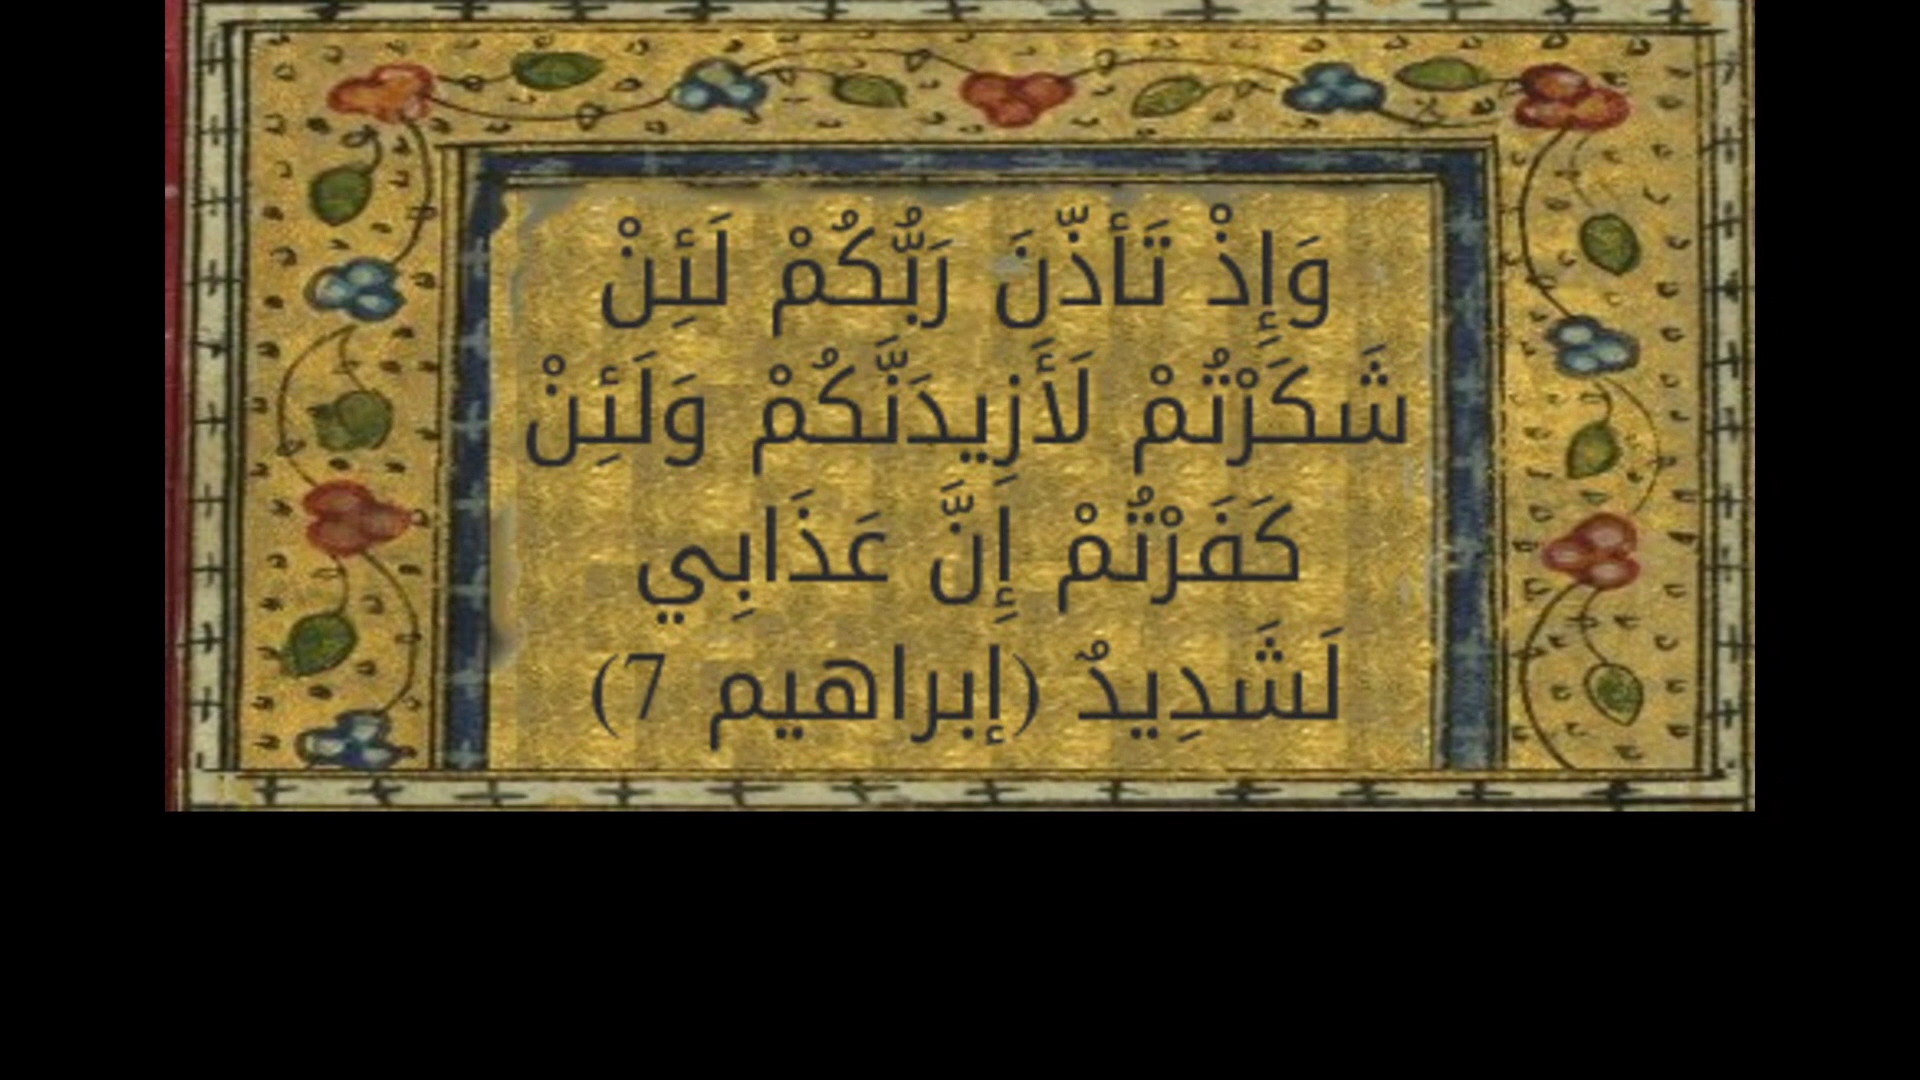 وَإِذْ تَأَذَّنَ رَبُّكُمْ لَئِنْ
شَكَرْتُمْ لَأَزِيدَنَّكُمْ وَلَئِنْ
كَفَرْتُمْ إِنَّ عَذَابِي
لَشَدِيدٌ (إبراهيم 7)